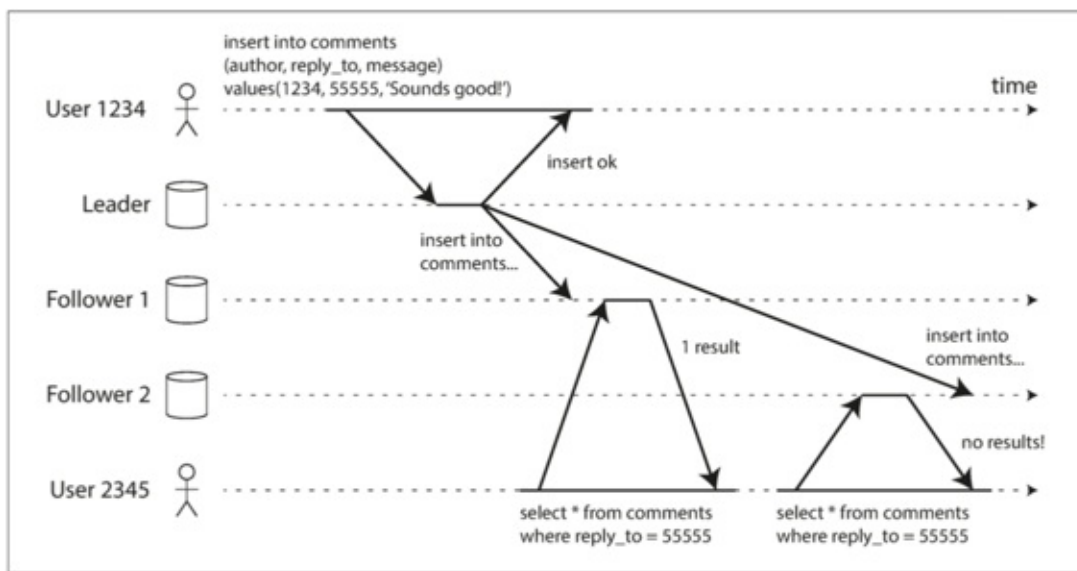 insert into comments
(author, reply_to, message)
values(1234, 55555, ‘Sounds good!’)
time
User 1234
insert ok
Leader
insert into
comments...
Follower 1
1 result
insert into
comments...
Follower 2
no results!
User 2345
select * from comments
where reply_to = 55555
select * from comments
where reply_to = 55555